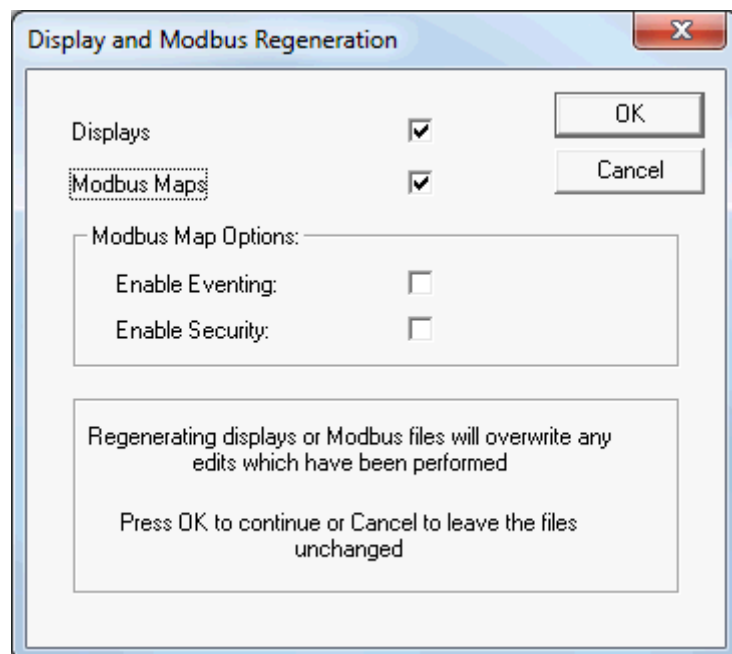 Display and Modbus Regeneration
Displays
OK
Modbus Maps
Cancel
Modbus Map Options:
Enable Eventing:
Enable Security:
Regenerating displays or Modbus files will overwrite any
edits which have been performed
Press OK to continue or Cancel to leave the files
unchanged